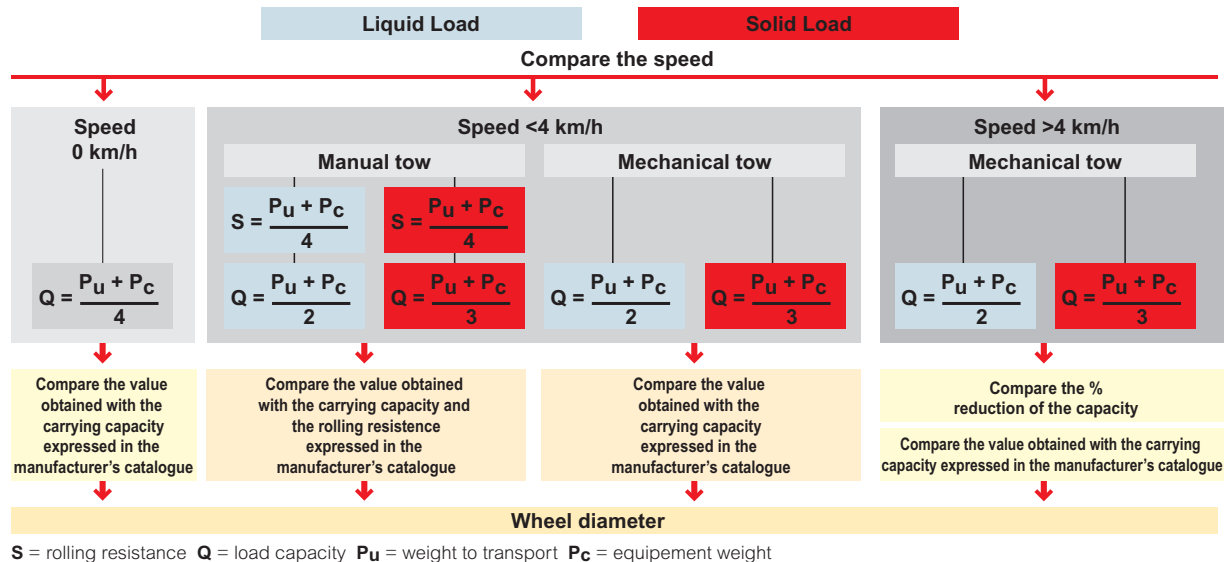 Liquid Load
Solid Load
Compare the speed
Speed
0 km/h
Q = Pu + Pc / 4
Speed <4 km/h
Manual tow
S = Pu + Pc / 4
S = Pu + Pc / 4
Q = Pu + Pc / 2
Q = Pu + Pc / 3
Mechanical tow
Q = Pu + Pc / 2
Q = Pu + Pc / 3
Speed >4 km/h
Mechanical tow
Q = Pu + Pc / 2
Q = Pu + Pc / 3
Compare the value
obtained with the
carrying capacity
expressed in the
manufacturer’s catalogue
Compare the value obtained
with the carrying capacity and
the rolling resistence
expressed in the
manufacturer’s catalogue
Compare the value
obtained with the
carrying capacity
expressed in the
manufacturer’s catalogue
Compare the %
reduction of the capacity
Compare the value obtained with the carrying
capacity expressed in the manufacturer’s catalogue
Wheel diameter
S = rolling resistance Q = load capacity Pu = weight to transport Pc = equipement weight